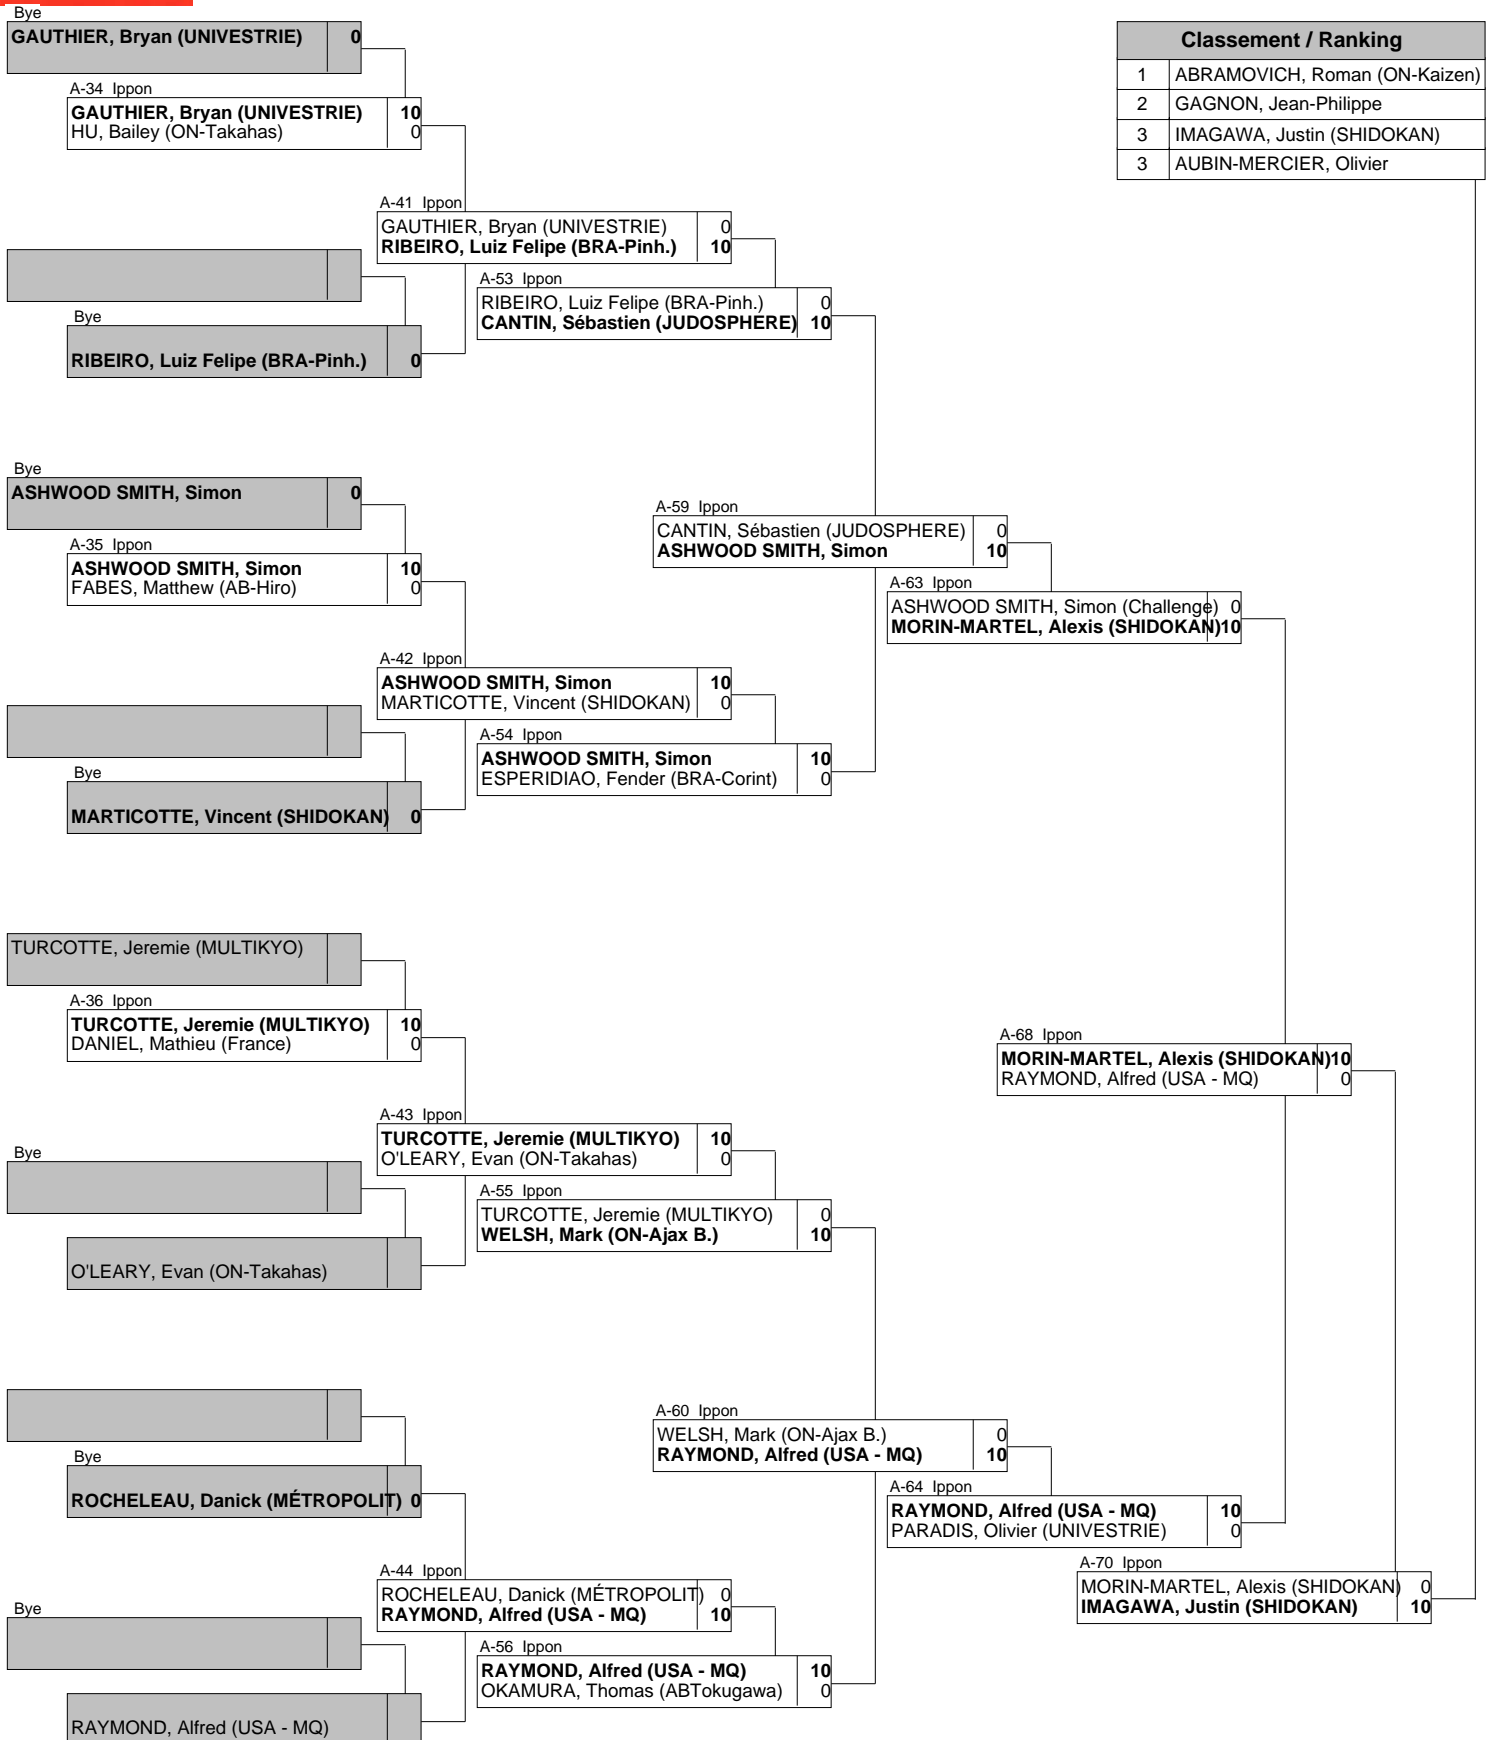 Bye
GAUTHIER, Bryan (UNIVESTRIE) 0
A-34 Ippon
GAUTHIER, Bryan (UNIVESTRIE) 10
HU, Bailey (ON-Takahas) 0
Classement / Ranking
1 ABRAMOVICH, Roman (ON-Kaizen)
2 GAGNON, Jean-Philippe
3 IMAGAWA, Justin (SHIDOKAN)
3 AUBIN-MERCIER, Olivier
A-41 Ippon
GAUTHIER, Bryan (UNIVESTRIE) 0
RIBEIRO, Luiz Felipe (BRA-Pinh.) 10
A-53 Ippon
RIBEIRO, Luiz Felipe (BRA-Pinh.) 0
CANTIN, Sébastien (JUDOSPHERE) 10
Bye
RIBEIRO, Luiz Felipe (BRA-Pinh.) 0
Bye
ASHWOOD SMITH, Simon 0
A-35 Ippon
ASHWOOD SMITH, Simon 10
FABES, Matthew (AB-Hiro) 0
A-59 Ippon
CANTIN, Sébastien (JUDOSPHERE) 0
ASHWOOD SMITH, Simon 10
A-63 Ippon
ASHWOOD SMITH, Simon (Challenge) 0
MORIN-MARTEL, Alexis (SHIDOKAN) 10
A-42 Ippon
ASHWOOD SMITH, Simon 10
MARTICOTTE, Vincent (SHIDOKAN) 0
A-54 Ippon
ASHWOOD SMITH, Simon 10
ESPERIDIAO, Fender (BRA-Corint) 0
Bye
MARTICOTTE, Vincent (SHIDOKAN) 0
TURCOTTE, Jeremie (MULTIKYO)
A-36 Ippon
TURCOTTE, Jeremie (MULTIKYO) 10
DANIEL, Mathieu (France) 0
A-68 Ippon
MORIN-MARTEL, Alexis (SHIDOKAN) 10
RAYMOND, Alfred (USA - MQ) 0
A-43 Ippon
TURCOTTE, Jeremie (MULTIKYO) 10
O'LEARY, Evan (ON-Takahas) 0
Bye
A-55 Ippon
TURCOTTE, Jeremie (MULTIKYO) 0
WELSH, Mark (ON-Ajax B.) 10
O'LEARY, Evan (ON-Takahas)
A-60 Ippon
WELSH, Mark (ON-Ajax B.) 0
RAYMOND, Alfred (USA - MQ) 10
Bye
ROCHELEAU, Danick (MÉTROPOLIT) 0
A-64 Ippon
RAYMOND, Alfred (USA - MQ) 10
PARADIS, Olivier (UNIVESTRIE) 0
A-70 Ippon
MORIN-MARTEL, Alexis (SHIDOKAN) 0
IMAGAWA, Justin (SHIDOKAN) 10
A-44 Ippon
ROCHELEAU, Danick (MÉTROPOLIT) 0
RAYMOND, Alfred (USA - MQ) 10
Bye
A-56 Ippon
RAYMOND, Alfred (USA - MQ) 10
OKAMURA, Thomas (ABTokugawa) 0
RAYMOND, Alfred (USA - MQ)